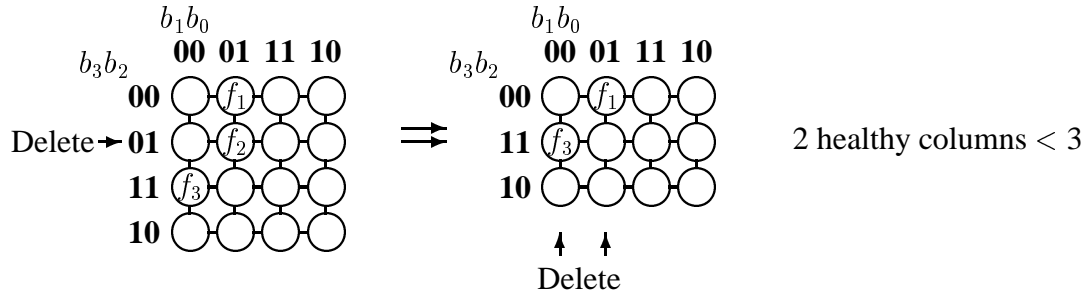 b₁b₀ b₁b₀
00 01 11 10 00 01 11 10
b₃b₂ b₃b₂
00 f₁ 00 f₁
Delete 01 f₂ 11 f₃ 2 healthy columns < 3
11 f₃ 10
10
Delete